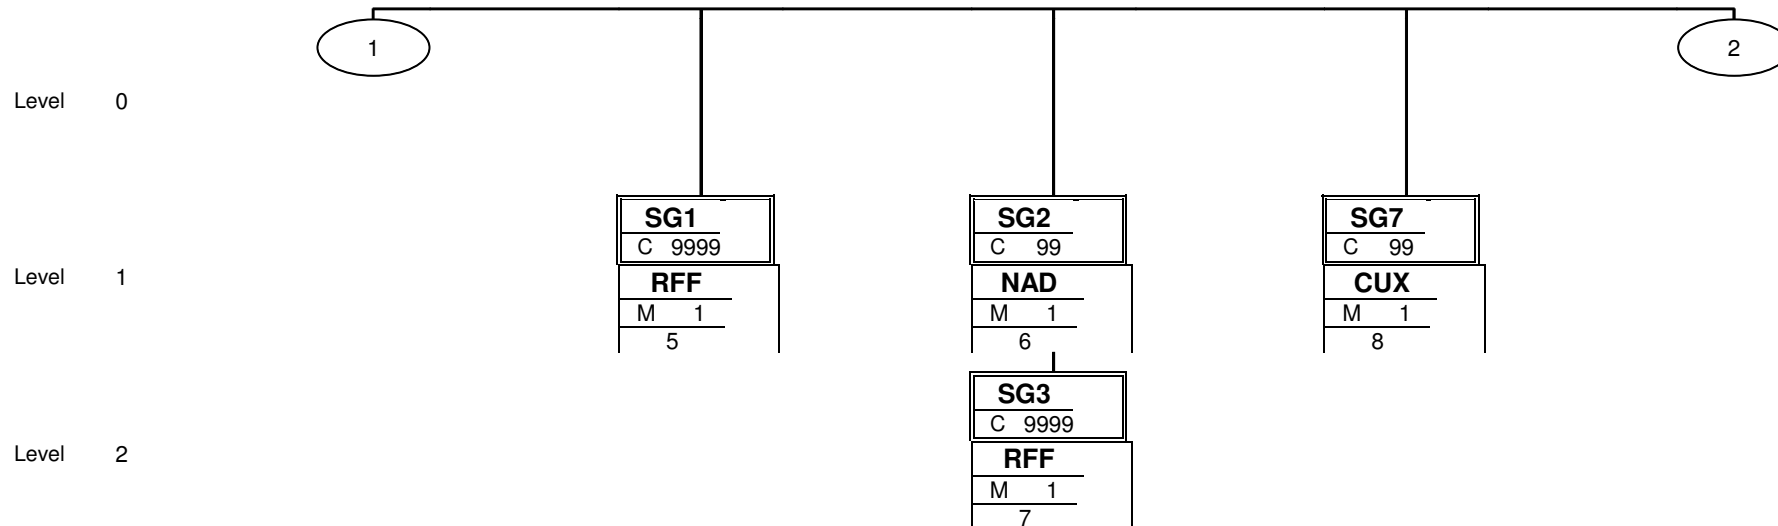 1 2
Level 0
SG1 SG2 SG7
C 9999 C 99 C 99
Level 1
RFF NAD CUX
M 1 M 1 M 1
5 6 8
SG3
C 9999
Level 2
RFF
M 1
7